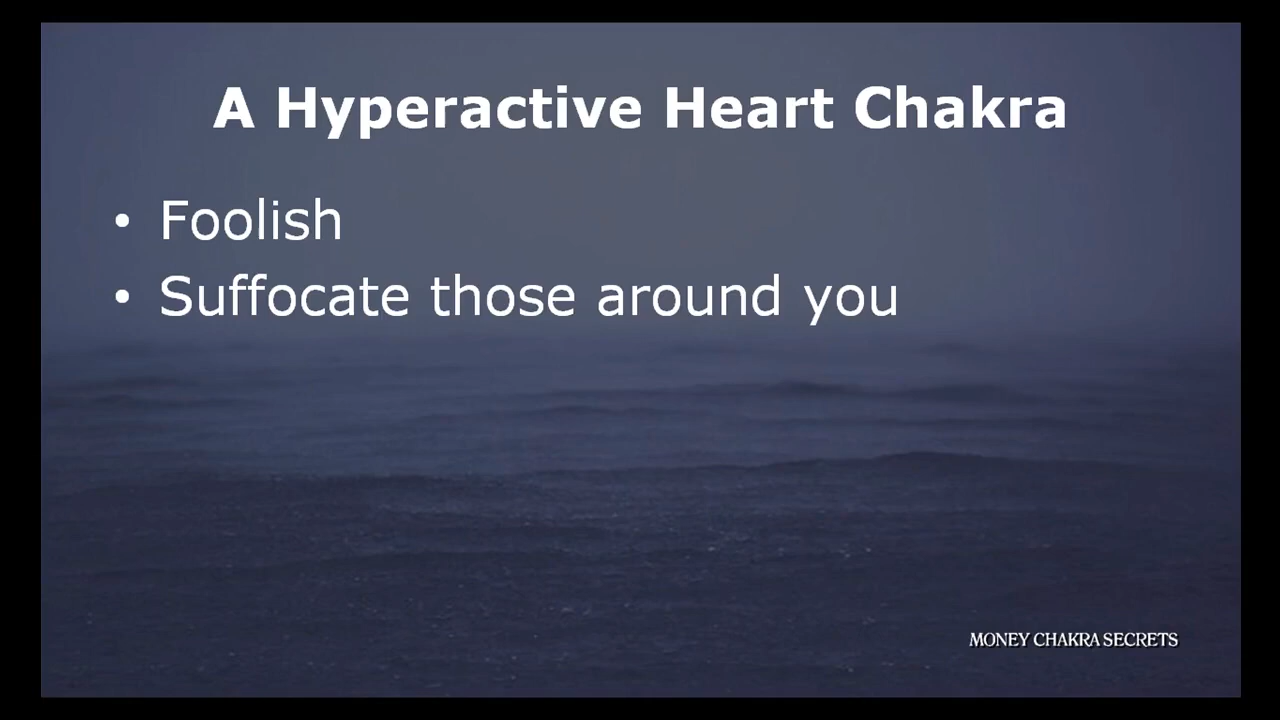 A Hyperactive Heart Chakra
• Foolish
• Suffocate those around you
MONEY CHAKRA SECRETS